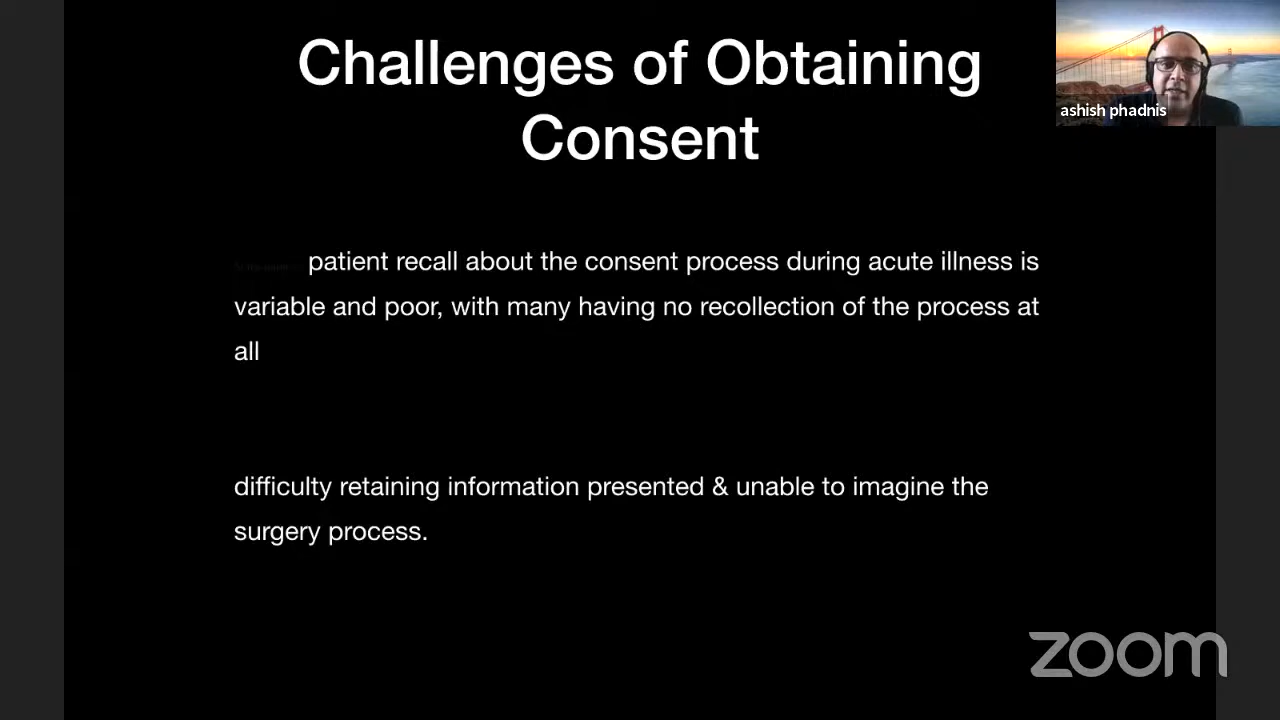 Challenges of Obtaining
Consent
ashish phadnis
patient recall about the consent process during acute illness is
variable and poor, with many having no recollection of the process at
all
difficulty retaining information presented & unable to imagine the
surgery process.
zoom